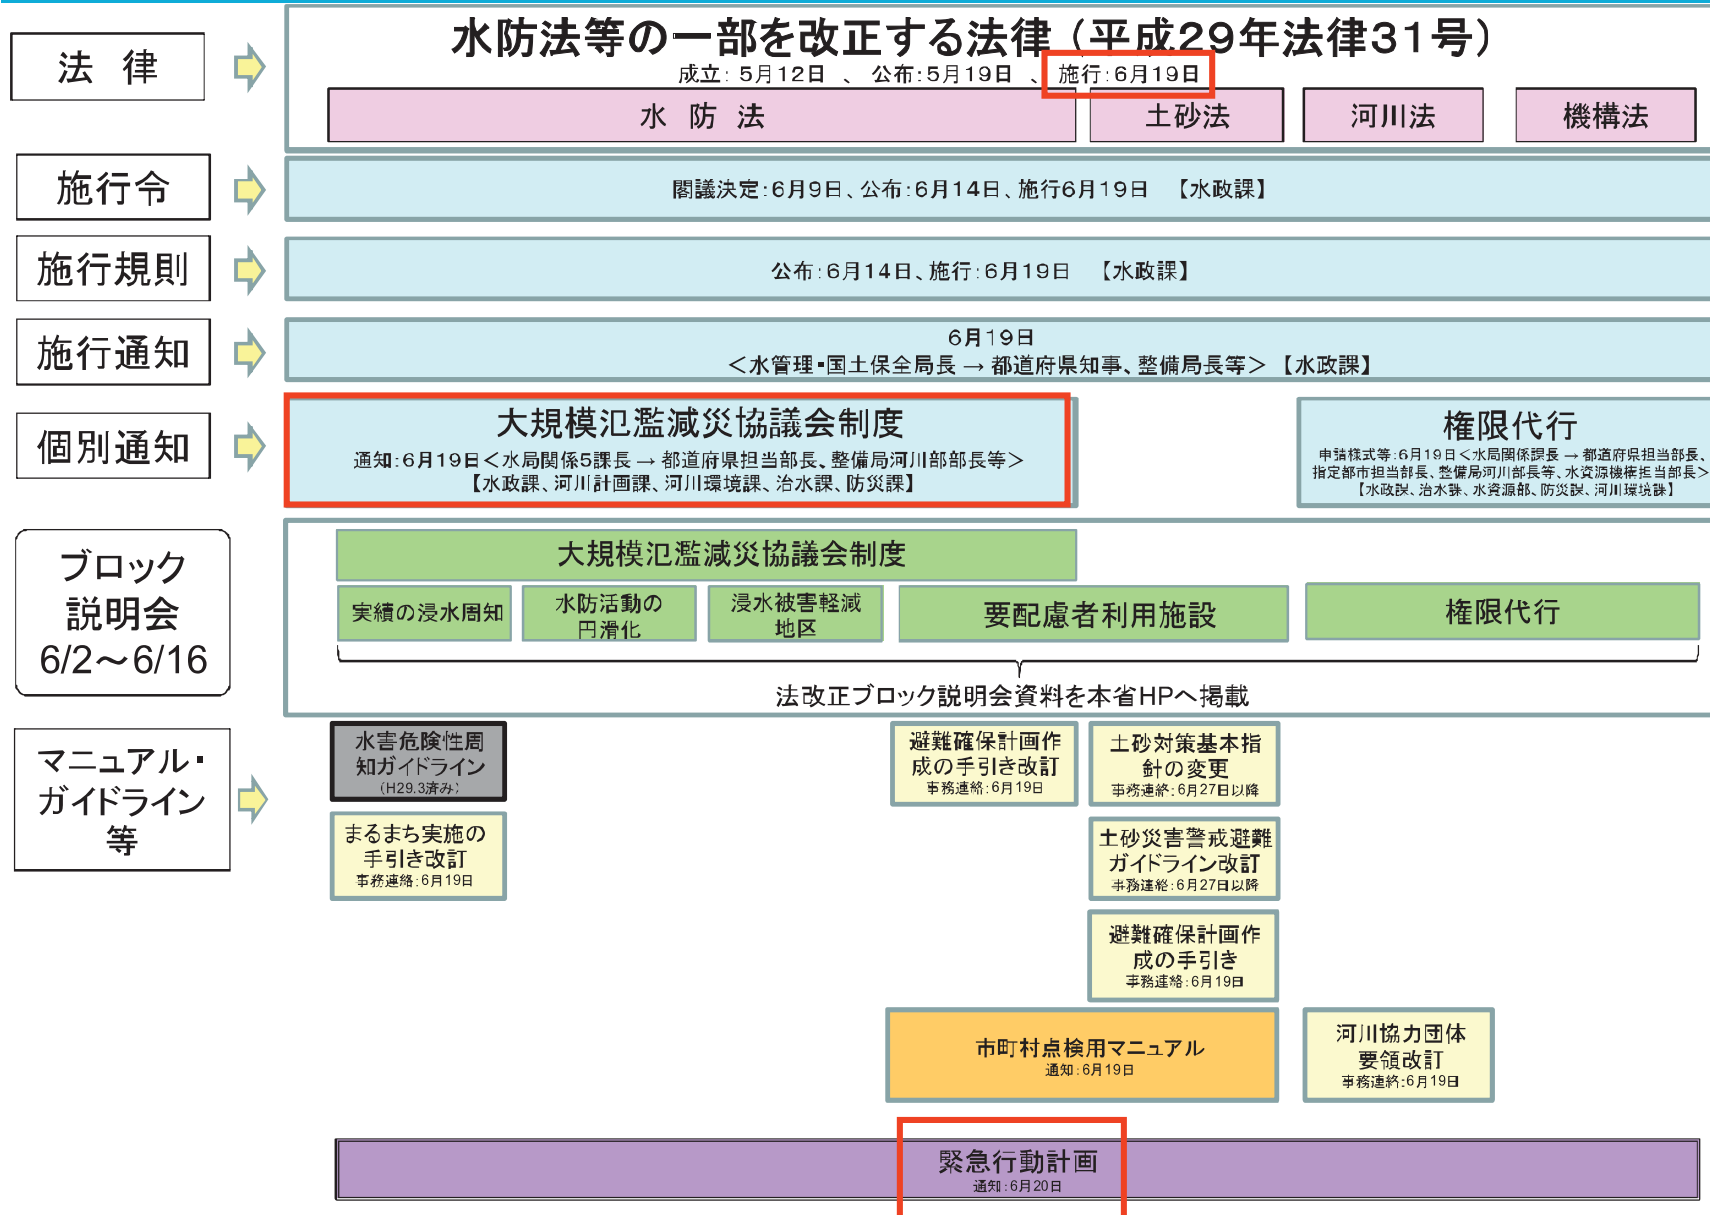 法 律
水防法等の一部を改正する法律（平成29年法律31号）
成立：5月12日 、 公布：5月19日 、 施行：6月19日
水 防 法
土砂法
河川法
機構法
施行令
閣議決定：6月9日、公布：6月14日、施行6月19日 【水政課】
施行規則
公布：6月14日、施行：6月19日 【水政課】
施行通知
6月19日
＜水管理・国土保全局長 → 都道府県知事、整備局長等＞ 【水政課】
個別通知
大規模氾濫減災協議会制度
通知：6月19日＜水局関係5課長 → 都道府県担当部長、整備局河川部部長等＞
【水政課、河川計画課、河川環境課、治水課、防災課】
権限代行
申請様式等：6月19日＜水局関係課長 → 都道府県担当部長、
指定都市担当部長、整備局河川部長等、水資源機構担当部長＞
【水政課、治水課、水資源部、防災課、河川環境課】
ブロック
説明会
6/2～6/16
大規模氾濫減災協議会制度
実績の浸水周知
水防活動の
円滑化
浸水被害軽減
地区
要配慮者利用施設
権限代行
法改正ブロック説明会資料を本省HPへ掲載
マニュアル・
ガイドライン
等
水害危険性周
知ガイドライン
（H29.3済み）
まるまち実施の
手引き改訂
事務連絡：6月19日
避難確保計画作
成の手引き改訂
事務連絡：6月19日
土砂対策基本指
針の変更
事務連絡：6月27日以降
土砂災害警戒避難
ガイドライン改訂
事務連絡：6月27日以降
避難確保計画作
成の手引き
事務連絡：6月19日
市町村点検用マニュアル
通知：6月19日
河川協力団体
要領改訂
事務連絡：6月19日
緊急行動計画
通知：6月20日